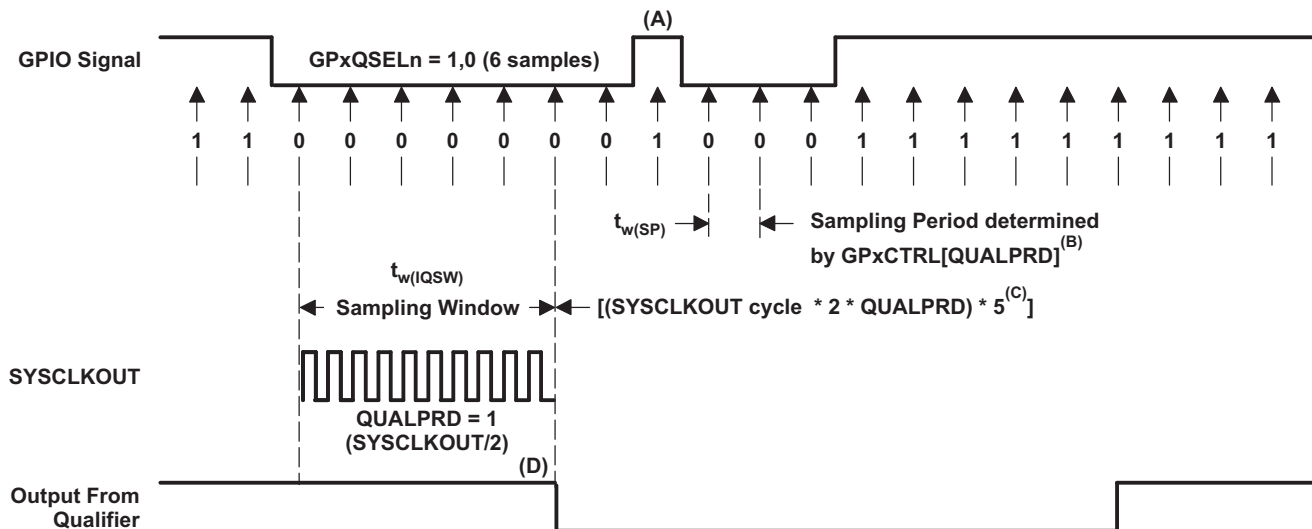 (A)
GPIO Signal
GPxQSELn = 1,0 (6 samples)
1 1 0 0 0 0 0 0 0 1 0 0 0 1 1 1 1 1 1 1 1 1
tw(SP)
Sampling Period determined
by GPxCTRL[QUALPRD](B)
tw(IQSW)
Sampling Window
[(SYSCLKOUT cycle * 2 * QUALPRD) * 5(C)]
SYSCLKOUT
QUALPRD = 1
(SYSCLKOUT/2)
(D)
Output From
Qualifier